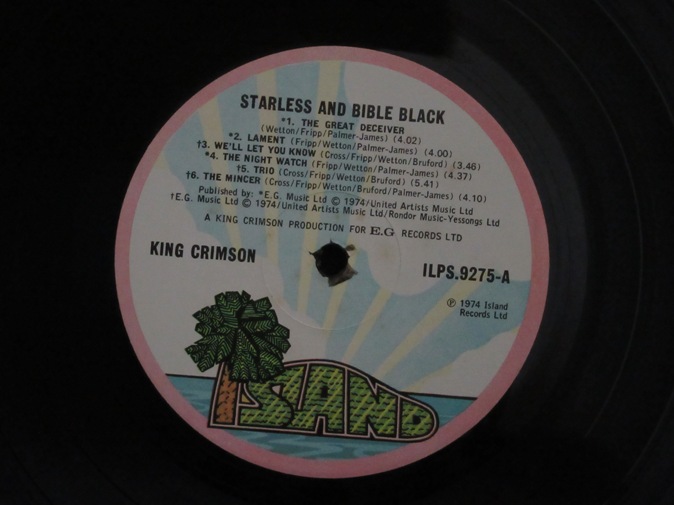 STARLESS AND BIBLE BLACK
*1. THE GREAT DECEIVER
(Wetton/Fripp/Palmer-James) (4.02)
*2. LAMENT (Fripp/Wetton/Palmer-James) (4.00)
†3. WE'LL LET YOU KNOW (Cross/Fripp/Wetton/Bruford) (3.46)
*4. THE NIGHT WATCH (Fripp/Wetton/Palmer-James) (4.37)
†5. TRIO (Cross/Fripp/Wetton/Bruford) (5.41)
†6. THE MINCER (Cross/Fripp/Wetton/Bruford/Palmer-James) (4.10)
Published by: *E.G. Music Ltd © 1974/United Artists Music Ltd
†E.G. Music Ltd © 1974/United Artists Music Ltd/Rondor Music-Yessongs Ltd
A KING CRIMSON PRODUCTION FOR E.G RECORDS LTD
KING CRIMSON
ILPS.9275-A
℗ 1974 Island
Records Ltd
ISLAND